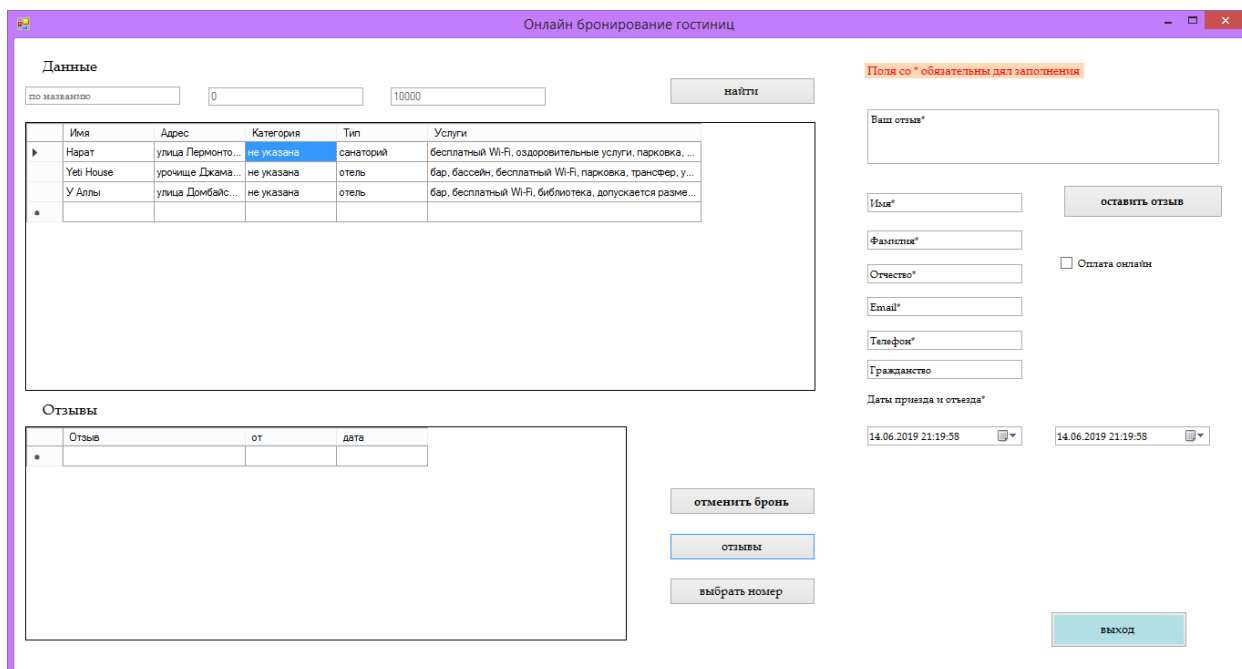 Онлайн бронирование гостиниц
Данные
по названию
0
10000
найти
Имя Адрес Категория Тип Услуги
Нарат улица Пермонто... не указана санаторий бесплатный Wi-Fi, оздоровительные услуги, парковка, ...
Yeti House урочище Джама... не указана отель бар, бассейн, бесплатный Wi-Fi, парковка, трансфер, у...
У Аллы улица Домбайс... не указана отель бар, бесплатный Wi-Fi, библиотека, допускается разме...
Отзывы
Отзыв от дата
отменить бронь
отзывы
выбрать номер
Поля со * обязательны дял заполнения
Ваш отзыв*
Имя*
оставить отзыв
Фамилия*
Оплата онлайн
Отчество*
Email*
Телефон*
Гражданство
Даты приезда и отъезда*
14.06.2019 21:19:58
14.06.2019 21:19:58
выход